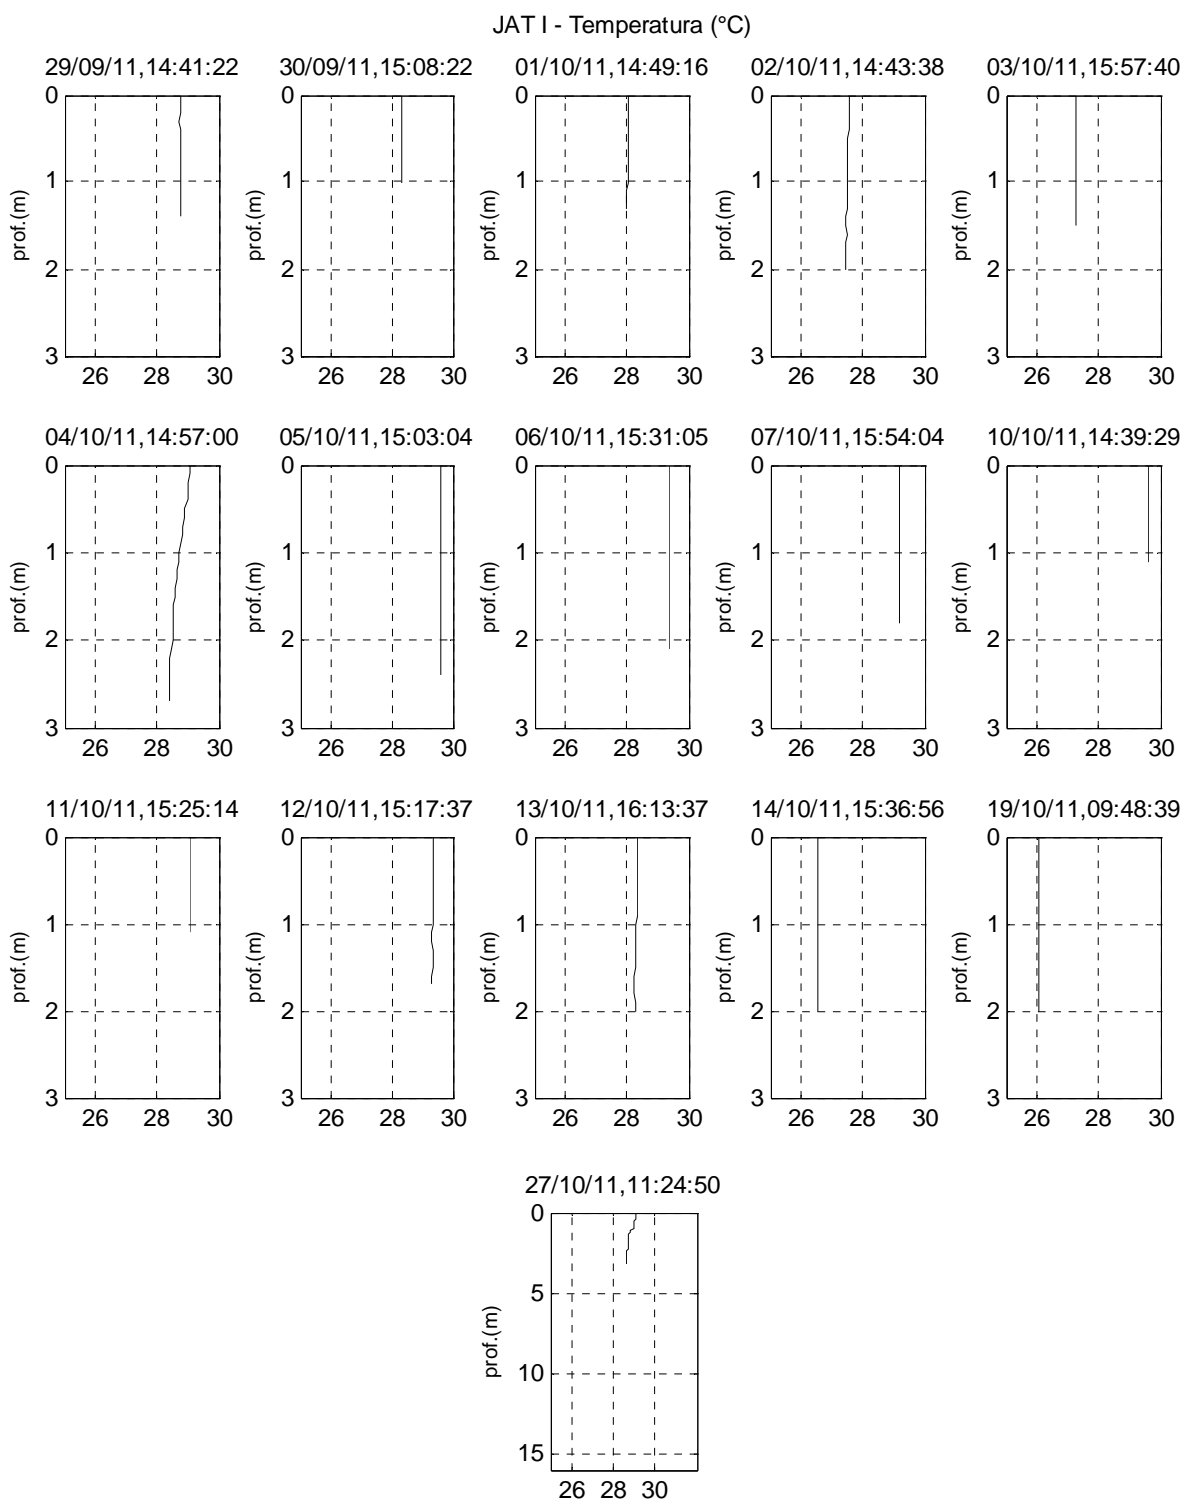 JAT I - Temperatura (°C)
29/09/11,14:41:22 30/09/11,15:08:22 01/10/11,14:49:16 02/10/11,14:43:38 03/10/11,15:57:40
0 0 0 0 0
1 1 1 1 1
prof.(m) prof.(m) prof.(m) prof.(m) prof.(m)
2 2 2 2 2
3 3 3 3 3
26 28 30 26 28 30 26 28 30 26 28 30 26 28 30
04/10/11,14:57:00 05/10/11,15:03:04 06/10/11,15:31:05 07/10/11,15:54:04 10/10/11,14:39:29
0 0 0 0 0
1 1 1 1 1
prof.(m) prof.(m) prof.(m) prof.(m) prof.(m)
2 2 2 2 2
3 3 3 3 3
26 28 30 26 28 30 26 28 30 26 28 30 26 28 30
11/10/11,15:25:14 12/10/11,15:17:37 13/10/11,16:13:37 14/10/11,15:36:56 19/10/11,09:48:39
0 0 0 0 0
1 1 1 1 1
prof.(m) prof.(m) prof.(m) prof.(m) prof.(m)
2 2 2 2 2
3 3 3 3 3
26 28 30 26 28 30 26 28 30 26 28 30 26 28 30
27/10/11,11:24:50
0
5
prof.(m)
10
15
26 28 30